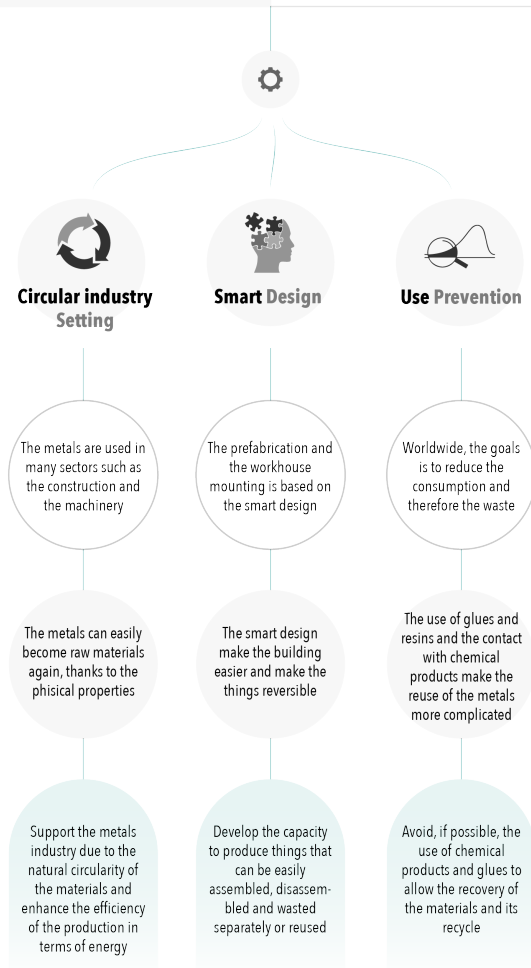 Circular industry
Setting
The metals are used in
many sectors such as
the construction and
the machinery
The metals can easily
become raw materials
again, thanks to the
phisical properties
Support the metals
industry due to the
natural circularity of
the materials and
enhance the efficiency
of the production in
terms of energy
Smart Design
The prefabrication and
the workhouse
mounting is based on
the smart design
The smart design
make the building
easier and make the
things reversible
Develop the capacity
to produce things that
can be easily
assembled, disassem-
bled and wasted
separately or reused
Use Prevention
Worldwide, the goals
is to reduce the
consumption and
therefore the waste
The use of glues and
resins and the contact
with chemical
products make the
reuse of the metals
more complicated
Avoid, if possible, the
use of chemical
products and glues to
allow the recovery of
the materials and its
recycle